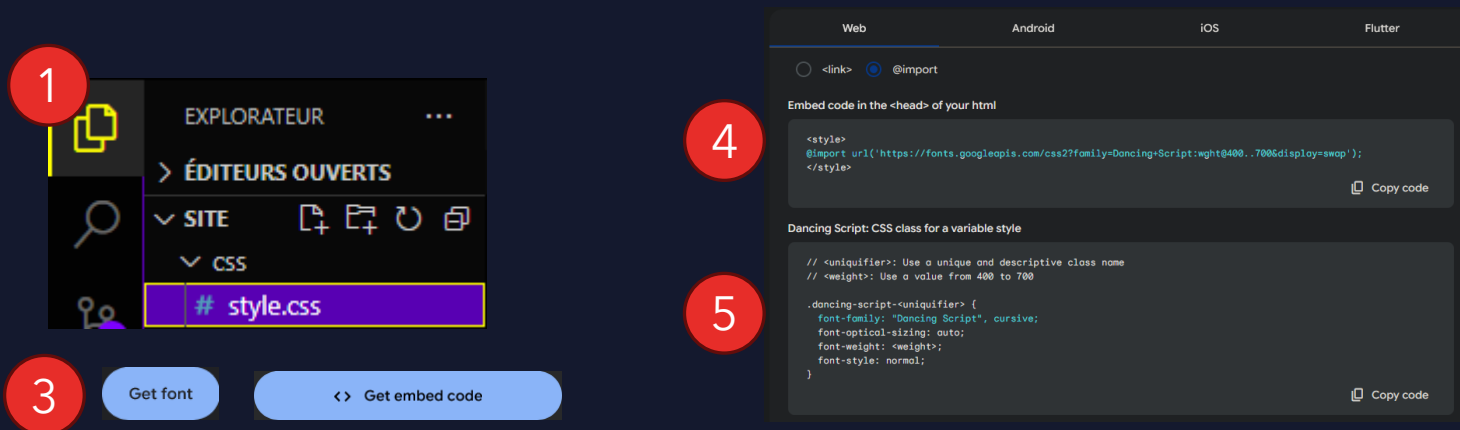 1
EXPLORATEUR ...
> ÉDITEURS OUVERTS
SITE
css
# style.css
3
Get font
<> Get embed code
Web Android iOS Flutter
<link> @import
4
Embed code in the <head> of your html
<style>
@import url('https://fonts.googleapis.com/css2?family=Dancing+Script:wght@400..700&display=swap');
</style>
Copy code
5
Dancing Script: CSS class for a variable style
// <uniquifier>: Use a unique and descriptive class name
// <weight>: Use a value from 400 to 700
.dancing-script-<uniquifier> {
font-family: "Dancing Script", cursive;
font-optical-sizing: auto;
font-weight: <weight>;
font-style: normal;
}
Copy code